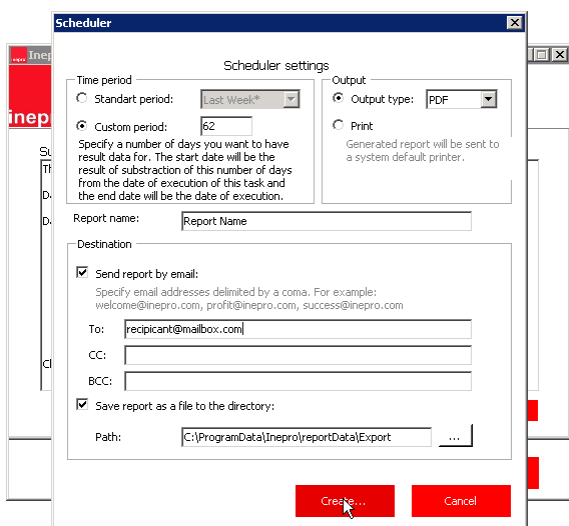 Scheduler
Scheduler settings
Time period
Standart period: Last Week*
Custom period: 62
Specify a number of days you want to have
result data for. The start date will be the
result of substraction of this number of days
from the date of execution of this task and
the end date will be the date of execution.
Output
Output type: PDF
Print
Generated report will be sent to
a system default printer.
Report name: Report Name
Destination
Send report by email:
Specify email addresses delimited by a coma. For example:
welcome@inepro.com, profit@inepro.com, success@inepro.com
To: recipicant@mailbox.com
CC:
BCC:
Save report as a file to the directory:
Path: C:\ProgramData\Inepro\reportData\Export ...
Create... Cancel